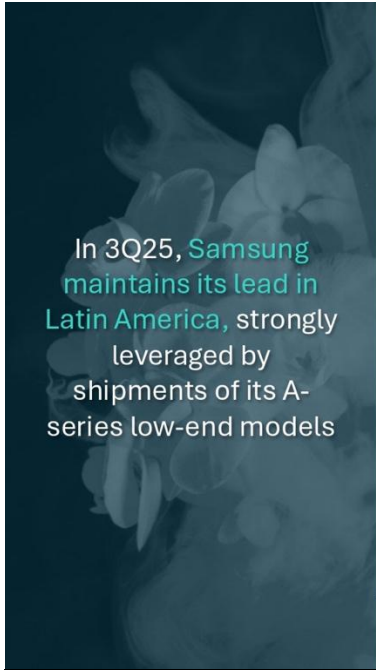 In 3Q25, Samsung
maintains its lead in
Latin America, strongly
leveraged by
shipments of its A-
series low-end models